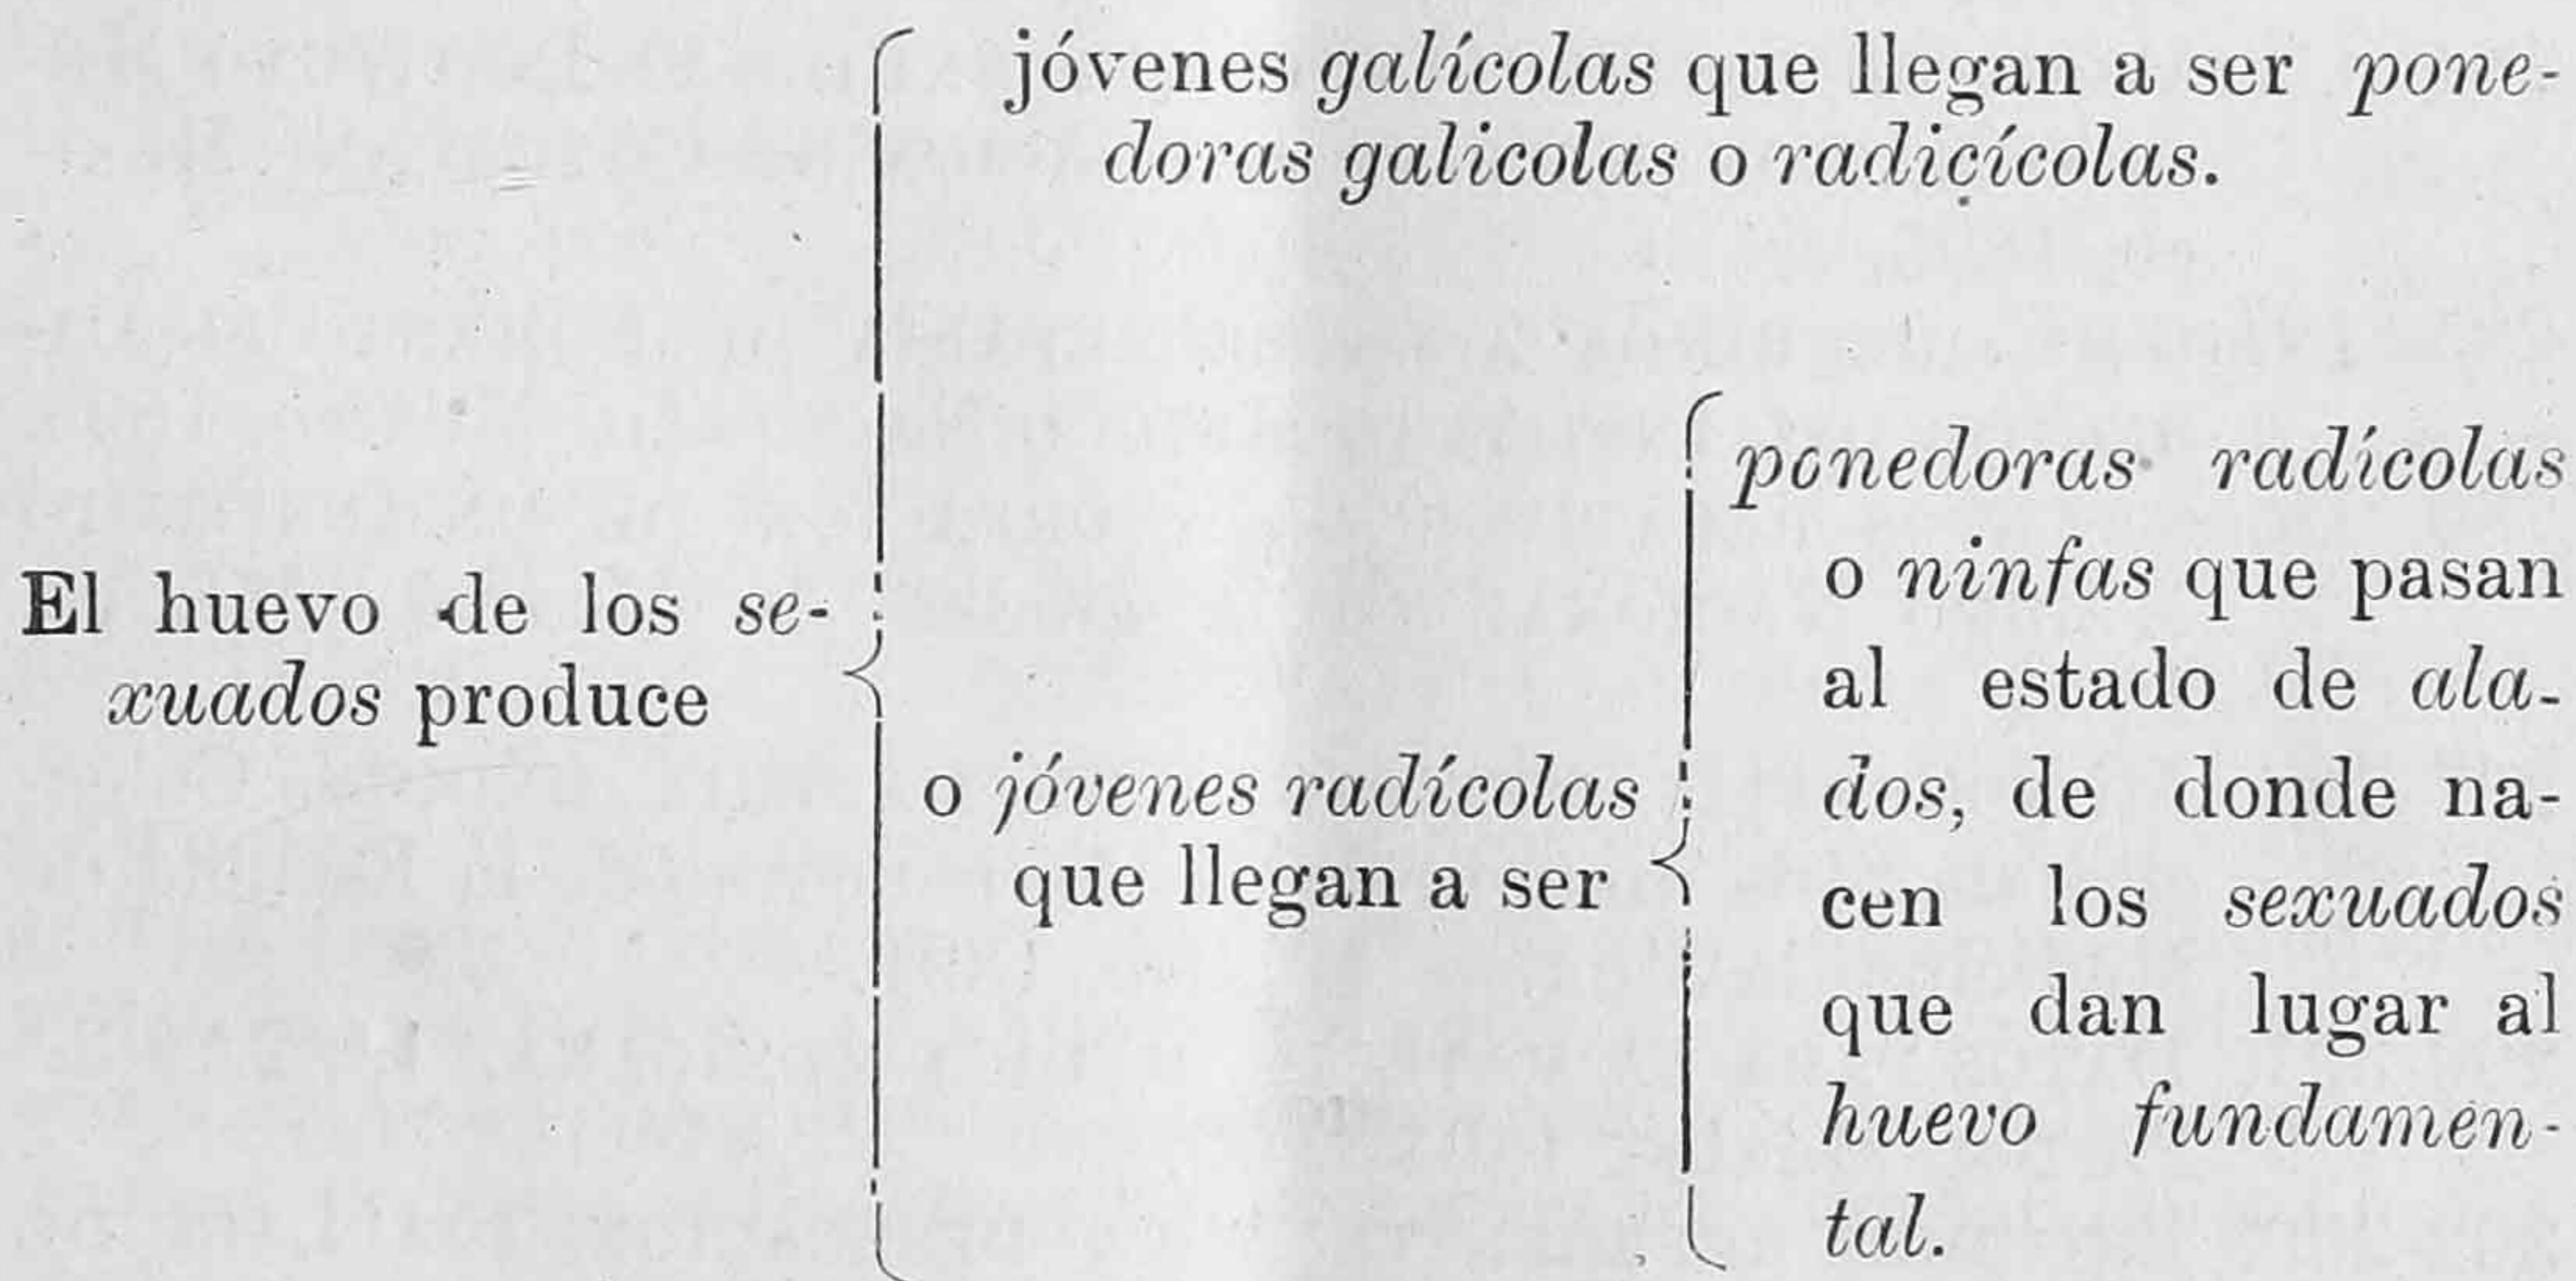 jóvenes galícolas que llegan a ser pone-
doras galicolas o radicícolas.
El huevo de los se-
xuados produce
o jóvenes radícolas
que llegan a ser
ponedoras radícolas
o ninfas que pasan
al estado de ala-
dos, de donde na-
cen los sexuados
que dan lugar al
huevo fundamen-
tal.